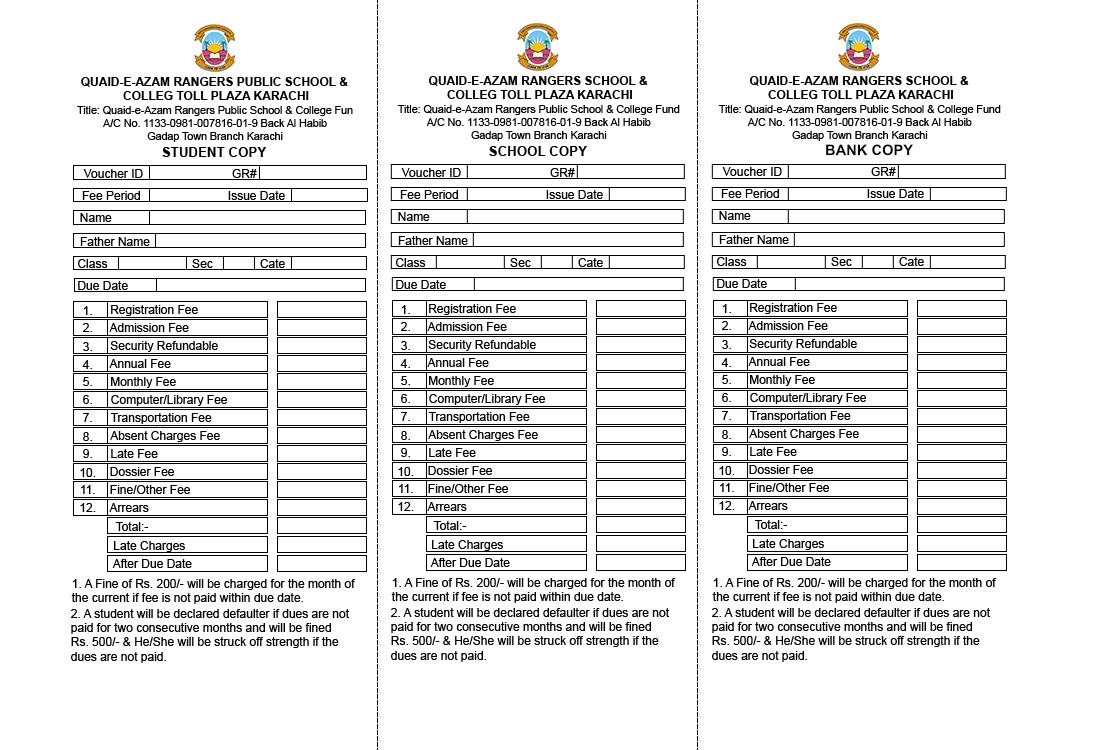 QUAID-E-AZAM RANGERS PUBLIC SCHOOL &
COLLEG TOLL PLAZA KARACHI
Title: Quaid-e-Azam Rangers Public School & College Fun
A/C No. 1133-0981-007816-01-9 Back Al Habib
Gadap Town Branch Karachi
STUDENT COPY
Voucher ID GR#
Fee Period Issue Date
Name
Father Name
Class Sec Cate
Due Date
1. Registration Fee
2. Admission Fee
3. Security Refundable
4. Annual Fee
5. Monthly Fee
6. Computer/Library Fee
7. Transportation Fee
8. Absent Charges Fee
9. Late Fee
10. Dossier Fee
11. Fine/Other Fee
12. Arrears
Total:-
Late Charges
After Due Date
1. A Fine of Rs. 200/- will be charged for the month of
the current if fee is not paid within due date.
2. A student will be declared defaulter if dues are not
paid for two consecutive months and will be fined
Rs. 500/- & He/She will be struck off strength if the
dues are not paid.
QUAID-E-AZAM RANGERS SCHOOL &
COLLEG TOLL PLAZA KARACHI
Title: Quaid-e-Azam Rangers Public School & College Fund
A/C No. 1133-0981-007816-01-9 Back Al Habib
Gadap Town Branch Karachi
SCHOOL COPY
Voucher ID GR#
Fee Period Issue Date
Name
Father Name
Class Sec Cate
Due Date
1. Registration Fee
2. Admission Fee
3. Security Refundable
4. Annual Fee
5. Monthly Fee
6. Computer/Library Fee
7. Transportation Fee
8. Absent Charges Fee
9. Late Fee
10. Dossier Fee
11. Fine/Other Fee
12. Arrears
Total:-
Late Charges
After Due Date
1. A Fine of Rs. 200/- will be charged for the month of
the current if fee is not paid within due date.
2. A student will be declared defaulter if dues are not
paid for two consecutive months and will be fined
Rs. 500/- & He/She will be struck off strength if the
dues are not paid.
QUAID-E-AZAM RANGERS SCHOOL &
COLLEG TOLL PLAZA KARACHI
Title: Quaid-e-Azam Rangers Public School & College Fund
A/C No. 1133-0981-007816-01-9 Back Al Habib
Gadap Town Branch Karachi
BANK COPY
Voucher ID GR#
Fee Period Issue Date
Name
Father Name
Class Sec Cate
Due Date
1. Registration Fee
2. Admission Fee
3. Security Refundable
4. Annual Fee
5. Monthly Fee
6. Computer/Library Fee
7. Transportation Fee
8. Absent Charges Fee
9. Late Fee
10. Dossier Fee
11. Fine/Other Fee
12. Arrears
Total:-
Late Charges
After Due Date
1. A Fine of Rs. 200/- will be charged for the month of
the current if fee is not paid within due date.
2. A student will be declared defaulter if dues are not
paid for two consecutive months and will be fined
Rs. 500/- & He/She will be struck off strength if the
dues are not paid.